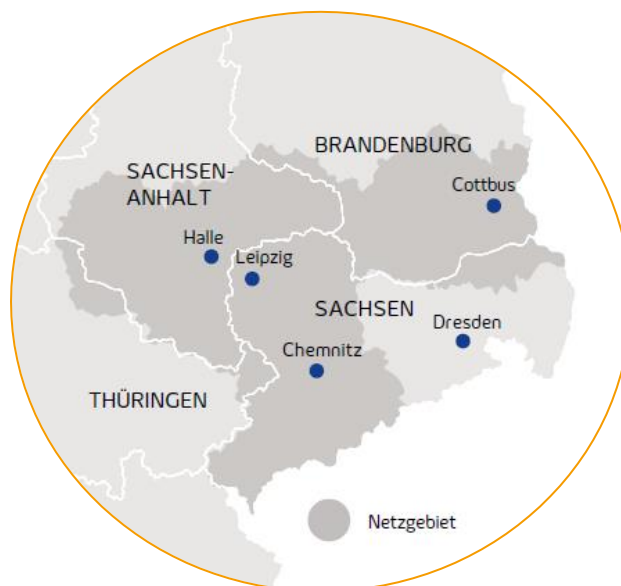 BRANDENBURG
SACHSEN-
ANHALT
Cottbus
Halle
Leipzig
SACHSEN
Dresden
Chemnitz
THÜRINGEN
Netzgebiet